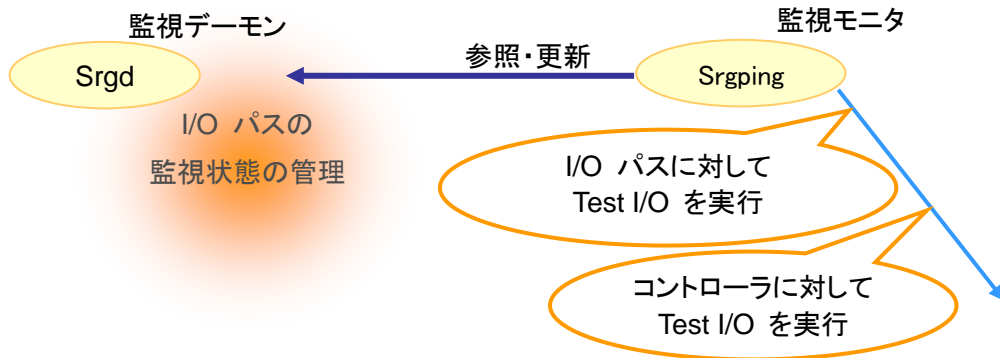 監視デーモン
監視モニタ
Srgd
参照・更新
Srgping
I/O パスの
監視状態の管理
I/O パスに対して
Test I/O を実行
コントローラに対して
Test I/O を実行